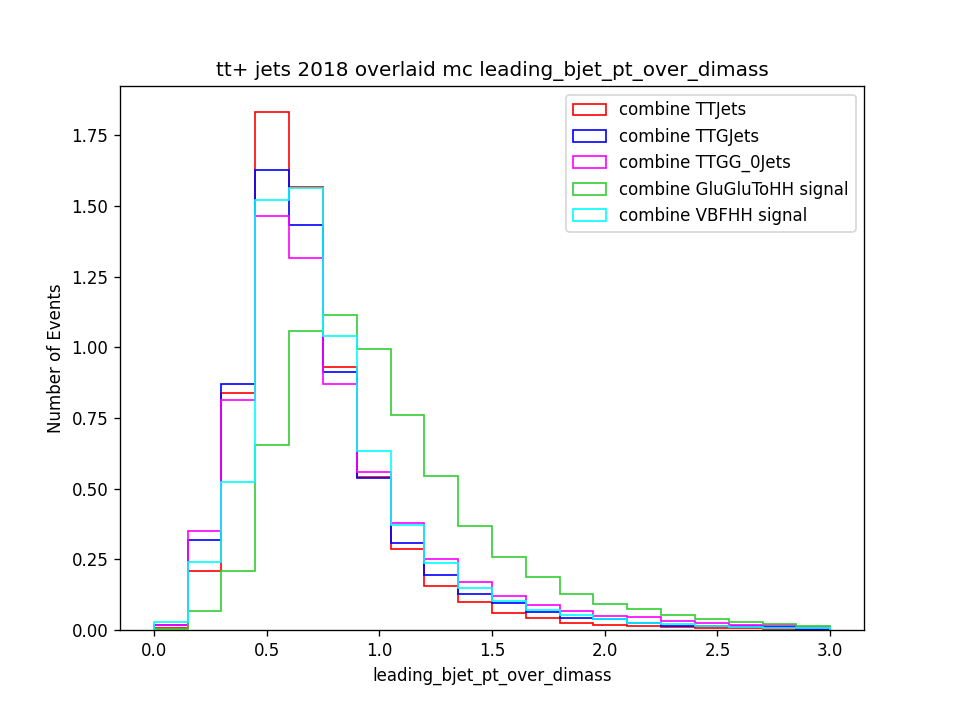 tt+ jets 2018 overlaid mc leading_bjet_pt_over_dimass
combine TTJets
combine TTGJets
combine TTGG_0Jets
combine GluGluToHH signal
combine VBFHH signal
Number of Events
1.75
1.50
1.25
1.00
0.75
0.50
0.25
0.00
0.0 0.5 1.0 1.5 2.0 2.5 3.0
leading_bjet_pt_over_dimass